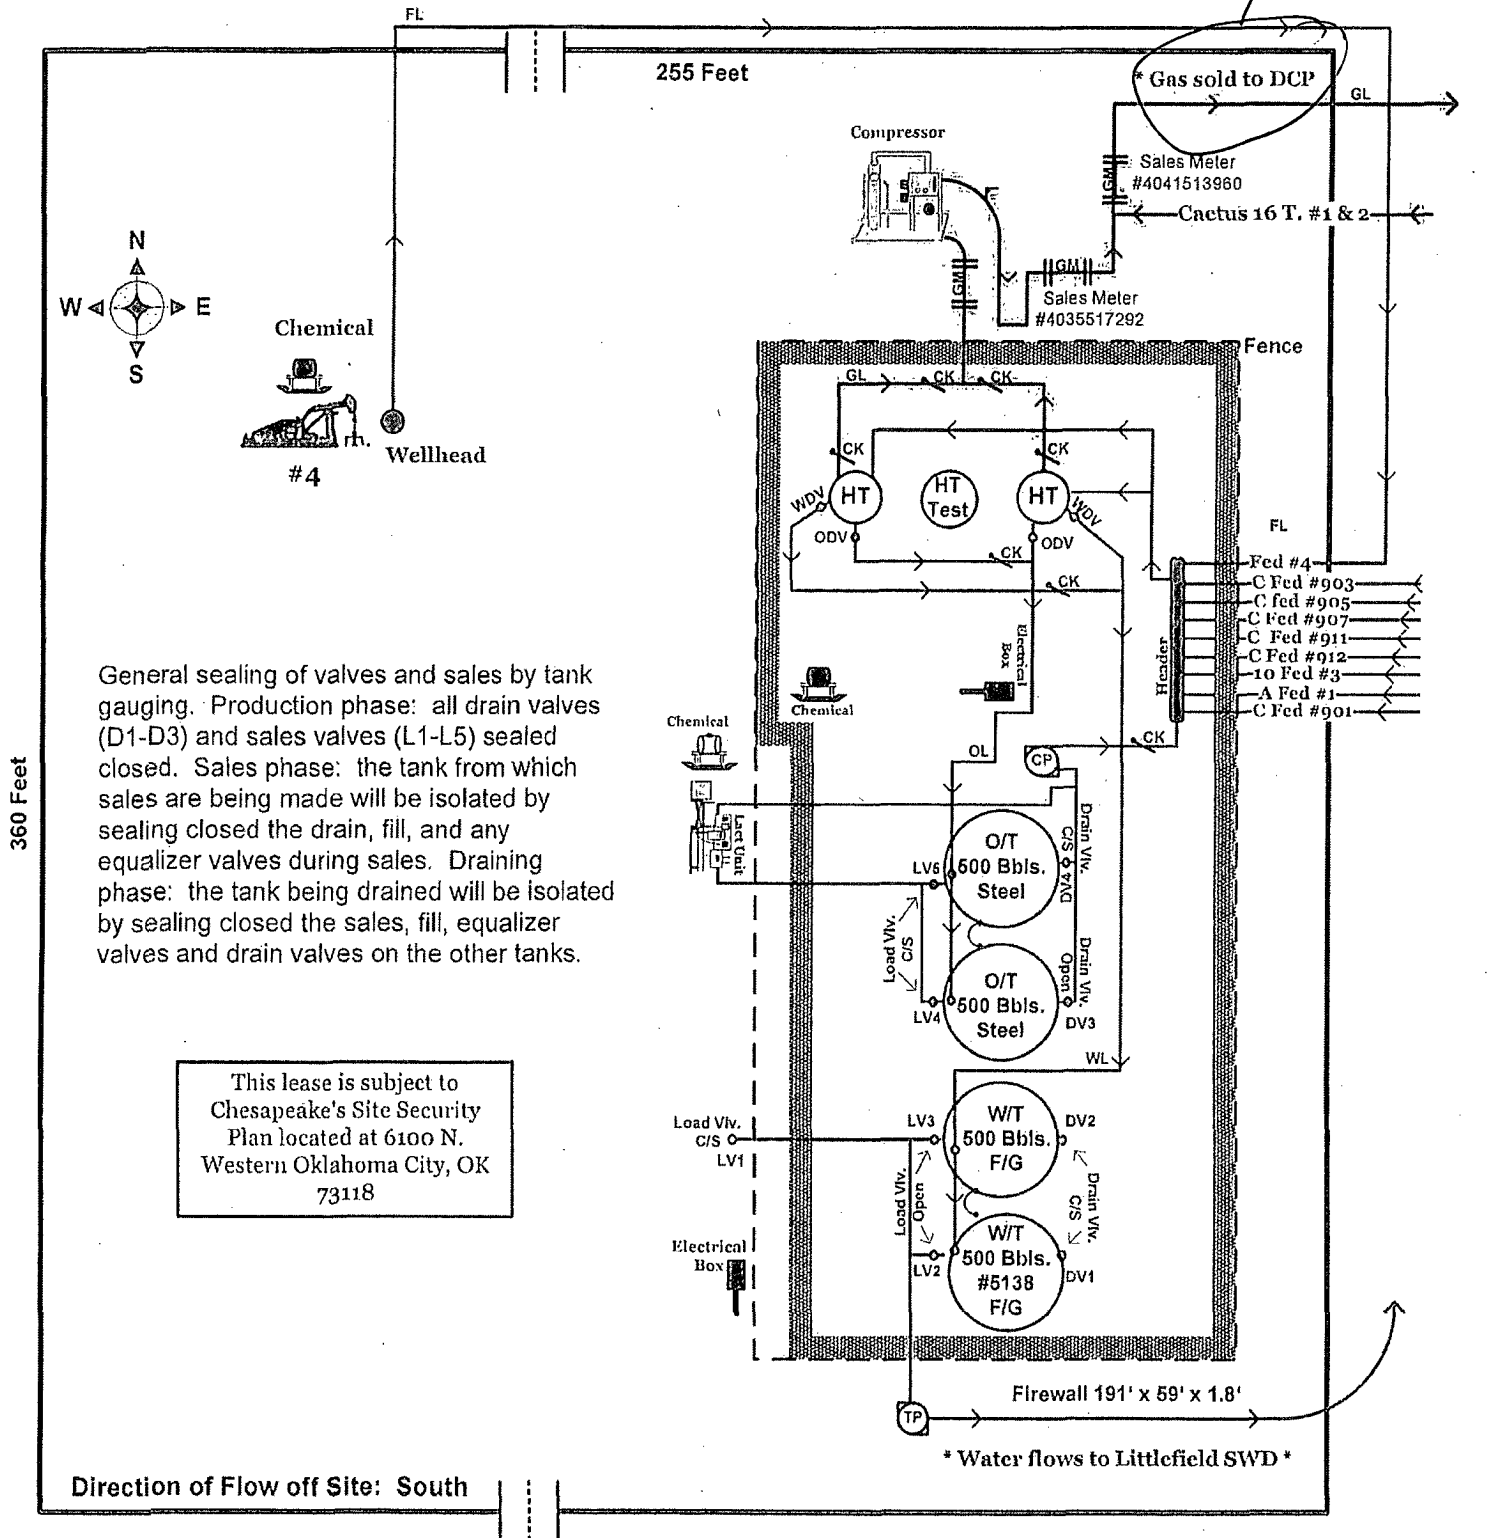 FL
255 Feet
* Gas sold to DCP
GL
Compressor
Sales Meter
#4041513960
GM
Cactus 16 T. #1 & 2
N
W E
S
GM
GM
Sales Meter
#4035517292
Chemical
Fence
GL CK CK
Wellhead
#4
CK CK
HT
HT
Test
HT
WDV
WDV
ODV
ODV
CK
CK
FL
Fed #4
C Fed #903
C fed #905
C Fed #907
C Fed #911
C Fed #912
10 Fed #3
A Fed #1
C Fed #901
Header
Electrical
Box
Chemical
Chemical
General sealing of valves and sales by tank
gauging. Production phase: all drain valves
(D1-D3) and sales valves (L1-L5) sealed
closed. Sales phase: the tank from which
sales are being made will be isolated by
sealing closed the drain, fill, and any
equalizer valves during sales. Draining
phase: the tank being drained will be isolated
by sealing closed the sales, fill, equalizer
valves and drain valves on the other tanks.
360 Feet
OL
CP
CK
Lact Unit
O/T
500 Bbls.
Steel
LV5
Drain Vlv.
C/S
DV4
Load Vlv.
C/S
O/T
500 Bbls.
Steel
LV4
Drain Vlv.
Open
DV3
WL
This lease is subject to
Chesapeake's Site Security
Plan located at 6100 N.
Western Oklahoma City, OK
73118
Load Vlv.
C/S
LV1
LV3
W/T
500 Bbls.
F/G
DV2
Load Vlv.
Open
Drain Vlv.
C/S
Electrical
Box
LV2
W/T
500 Bbls.
#5138
F/G
DV1
Firewall 191' x 59' x 1.8'
TP
* Water flows to Littlefield SWD *
Direction of Flow off Site: South